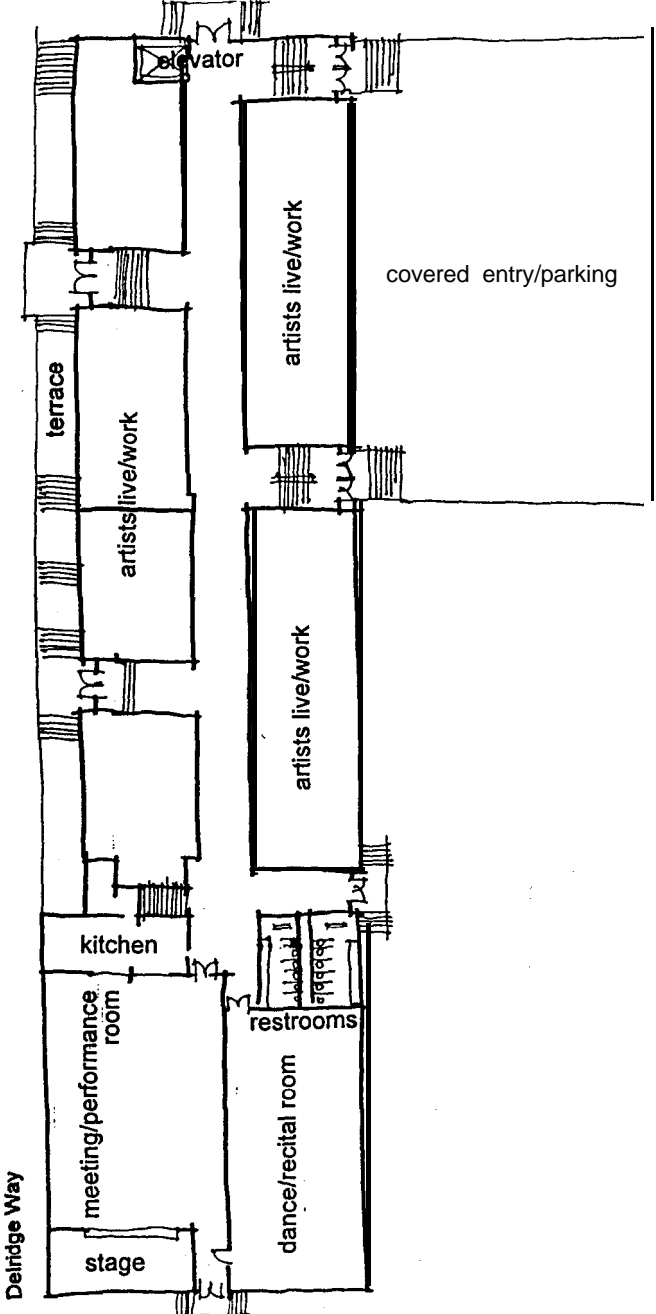 elevator
artists live/work
covered entry/parking
terrace
artists live/work
artists live/work
kitchen
meeting/performance
room
restrooms
dance/recital room
Delridge Way
stage